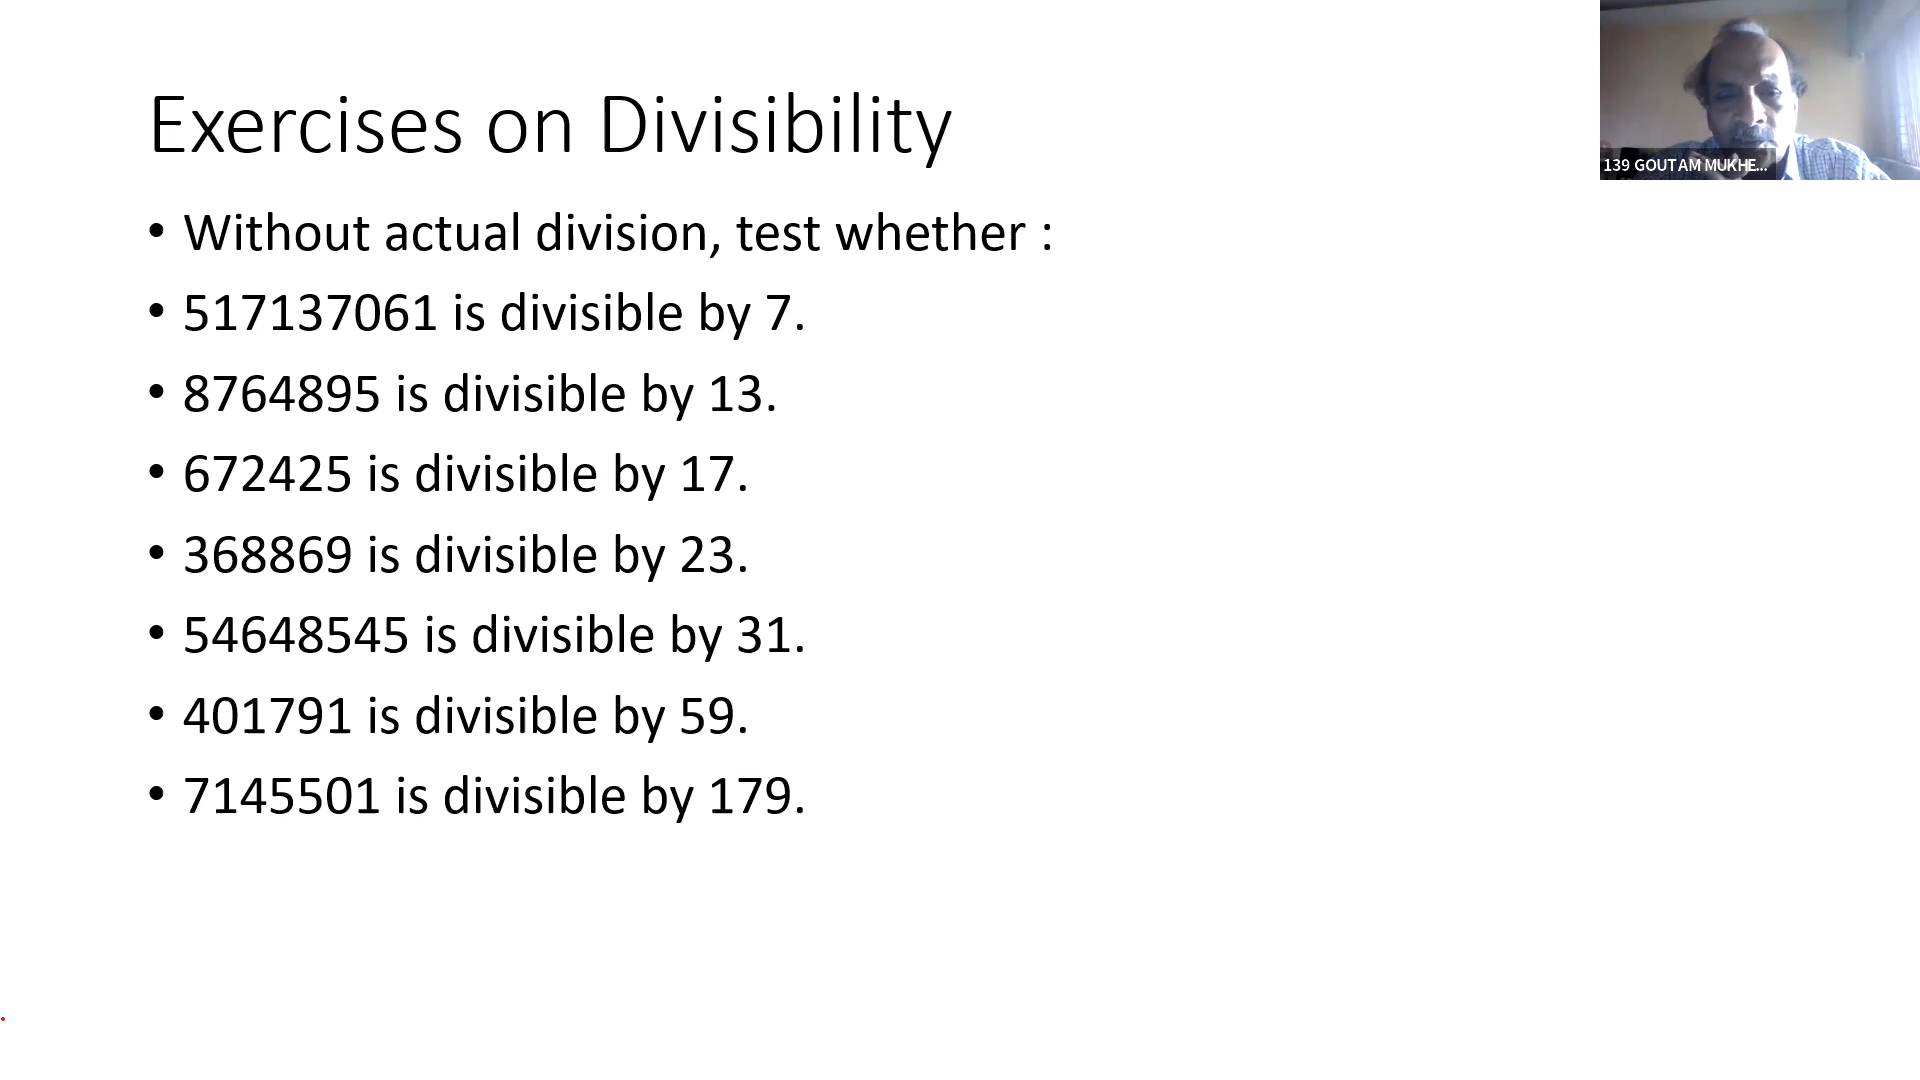 Exercises on Divisibility
139 GOUTAM MUKHE...
• Without actual division, test whether :
• 517137061 is divisible by 7.
• 8764895 is divisible by 13.
• 672425 is divisible by 17.
• 368869 is divisible by 23.
• 54648545 is divisible by 31.
• 401791 is divisible by 59.
• 7145501 is divisible by 179.